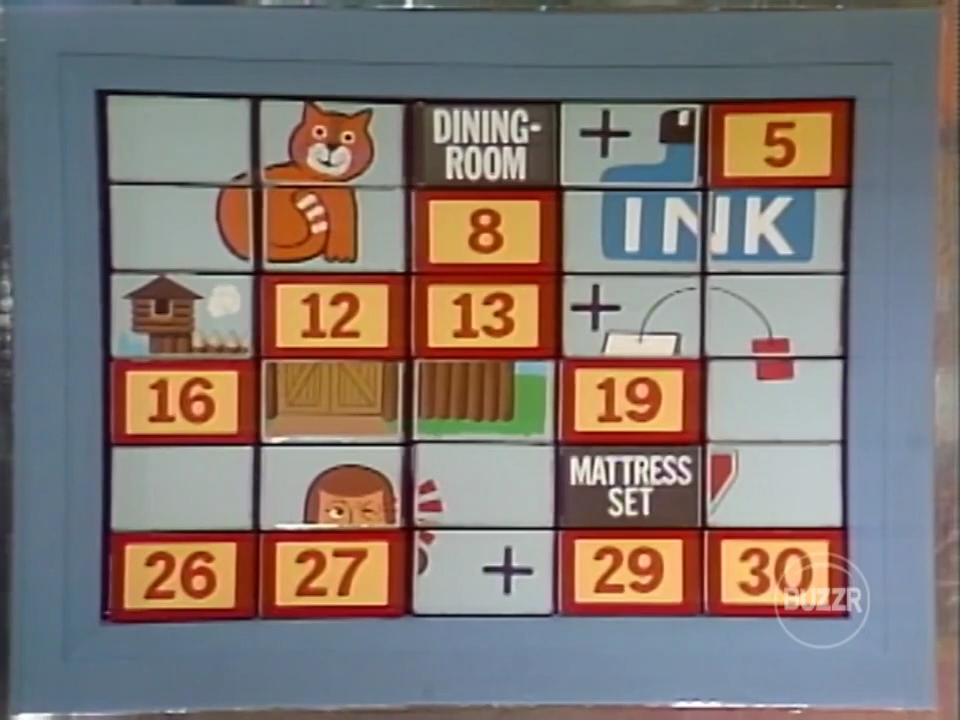 DINING-
ROOM
+
5
8
INK
12
13
+
16
19
MATTRESS
SET
26
27
+
29
30
BUZZR